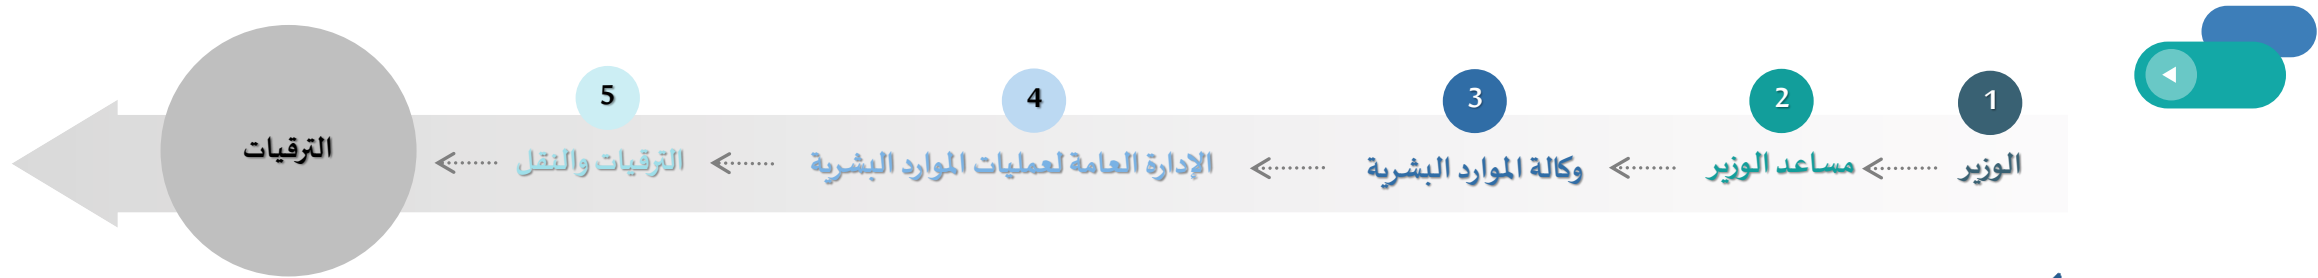 1
الوزير
2
مساعد الوزير
3
وكالة الموارد البشرية
4
الإدارة العامة لعمليات الموارد البشرية
5
الترقيات والنقل
الترقيات